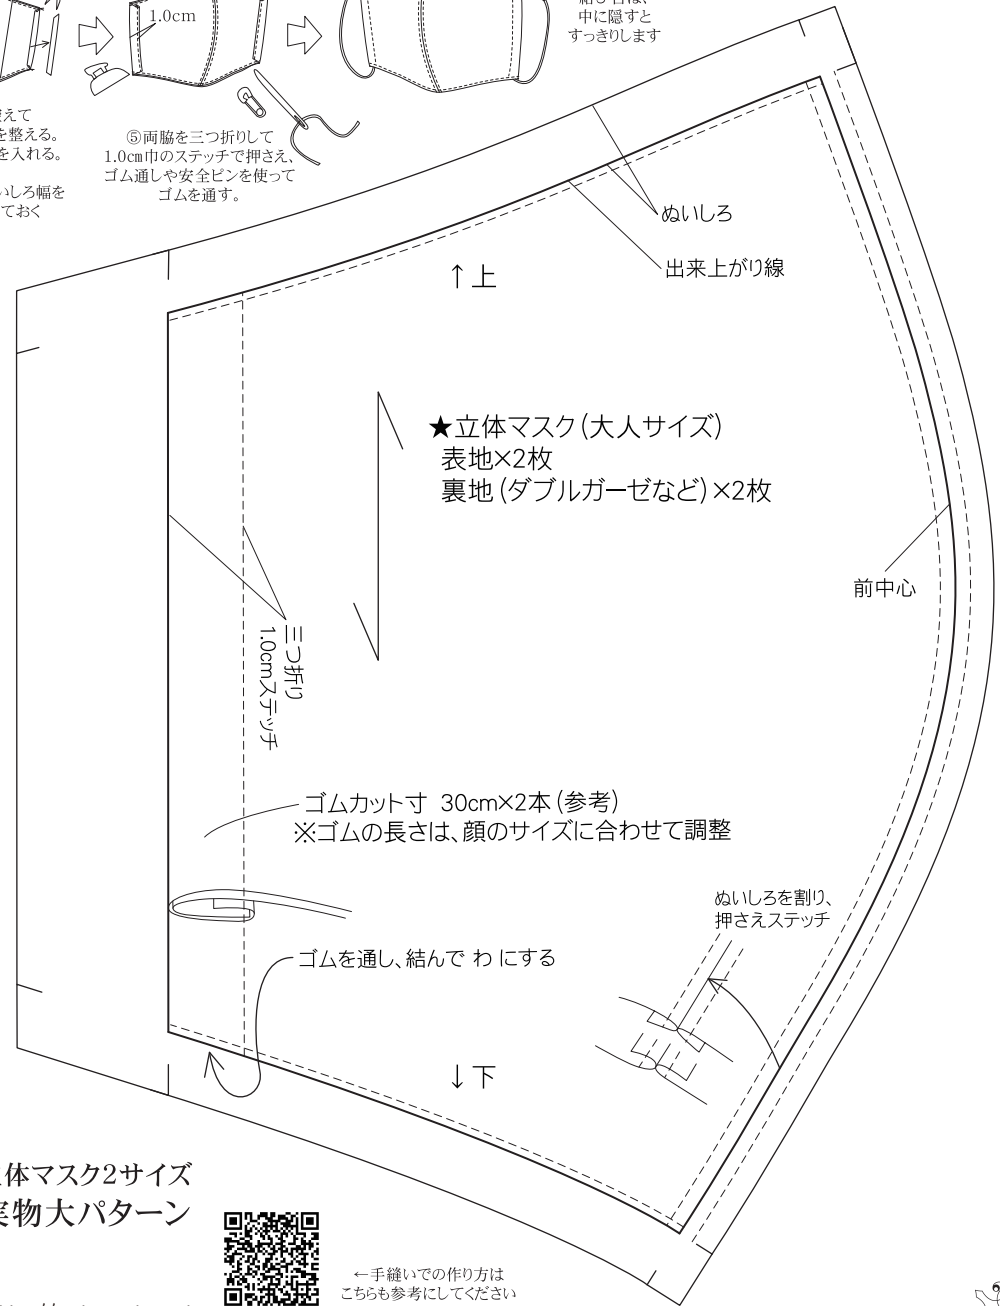 1.0cm
中に隠すと
すっきりします
えて
を整える。
を入れる。
いしろ幅を
ておく
⑤両脇を三つ折りして
1.0cm巾のステッチで押さえ、
ゴム通しや安全ピンを使って
ゴムを通す。
ぬいしろ
出来上がり線
↑上
★立体マスク(大人サイズ)
表地×2枚
裏地(ダブルガーゼなど)×2枚
前中心
三つ折り
1.0cmステッチ
ゴムカット寸 30cm×2本(参考)
※ゴムの長さは、顔のサイズに合わせて調整
ぬいしろを割り、
押さえステッチ
ゴムを通し、結んで わ にする
↓下
体マスク2サイズ
実物大パターン
←手縫いでの作り方は
こちらも参考にしてください